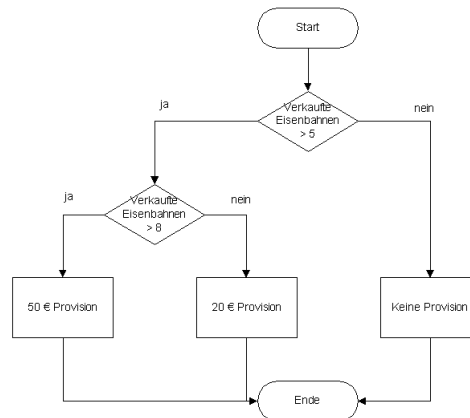 Start
ja
Verkaufte
Eisenbahnen
> 5
nein
ja
Verkaufte
Eisenbahnen
> 8
nein
50 € Provision
20 € Provision
Keine Provision
Ende